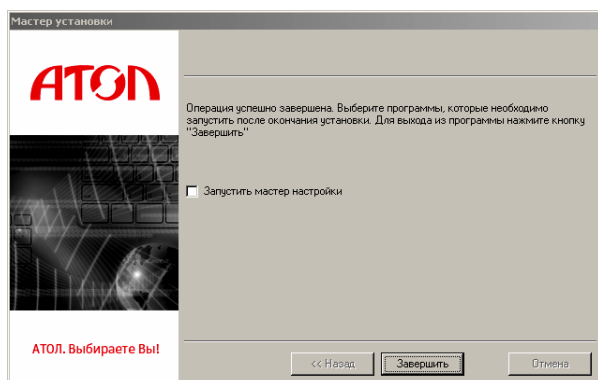 Мастер установки
АТОЛ
Операция успешно завершена. Выберите программы, которые необходимо
запустить после окончания установки. Для выхода из программы нажмите кнопку
"Завершить"
Запустить мастер настройки
АТОЛ. Выбираете Вы!
<< Назад
Завершить
Отмена